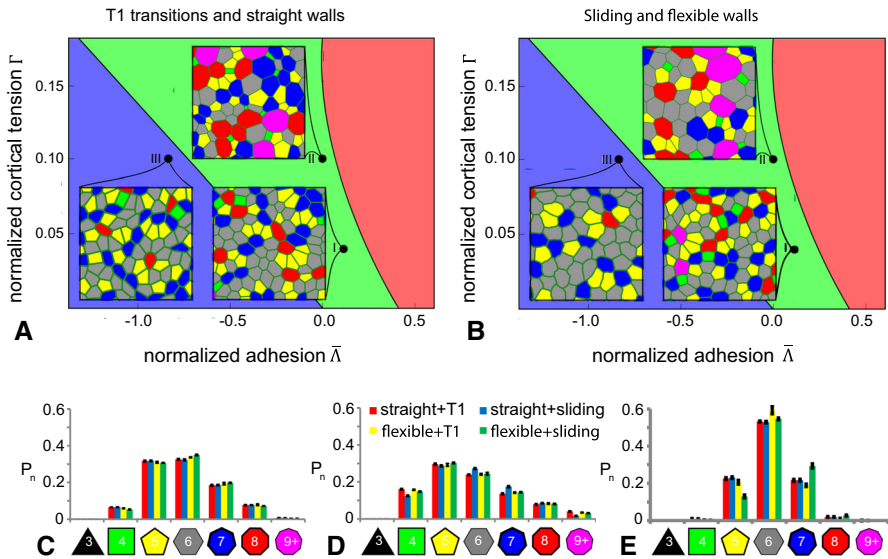 T1 transitions and straight walls
normalized cortical tension Γ
0.15
0.10
0.05
III
II
I
-1.0
-0.5
0.0
A
normalized adhesion Λ̅
Sliding and flexible walls
normalized cortical tension Γ
0.15
0.10
0.05
III
II
I
-1.0
-0.5
0.0
B
normalized adhesion Λ̅
0.6
0.4
0.2
0
Pn
C
3 4 5 6 7 8 9+
straight+T1 straight+sliding
flexible+T1 flexible+sliding
0.6
0.4
0.2
0
Pn
D
3 4 6 6 7 8 9+
0.6
0.4
0.2
0
Pn
E
3 4 5 6 7 8 9+